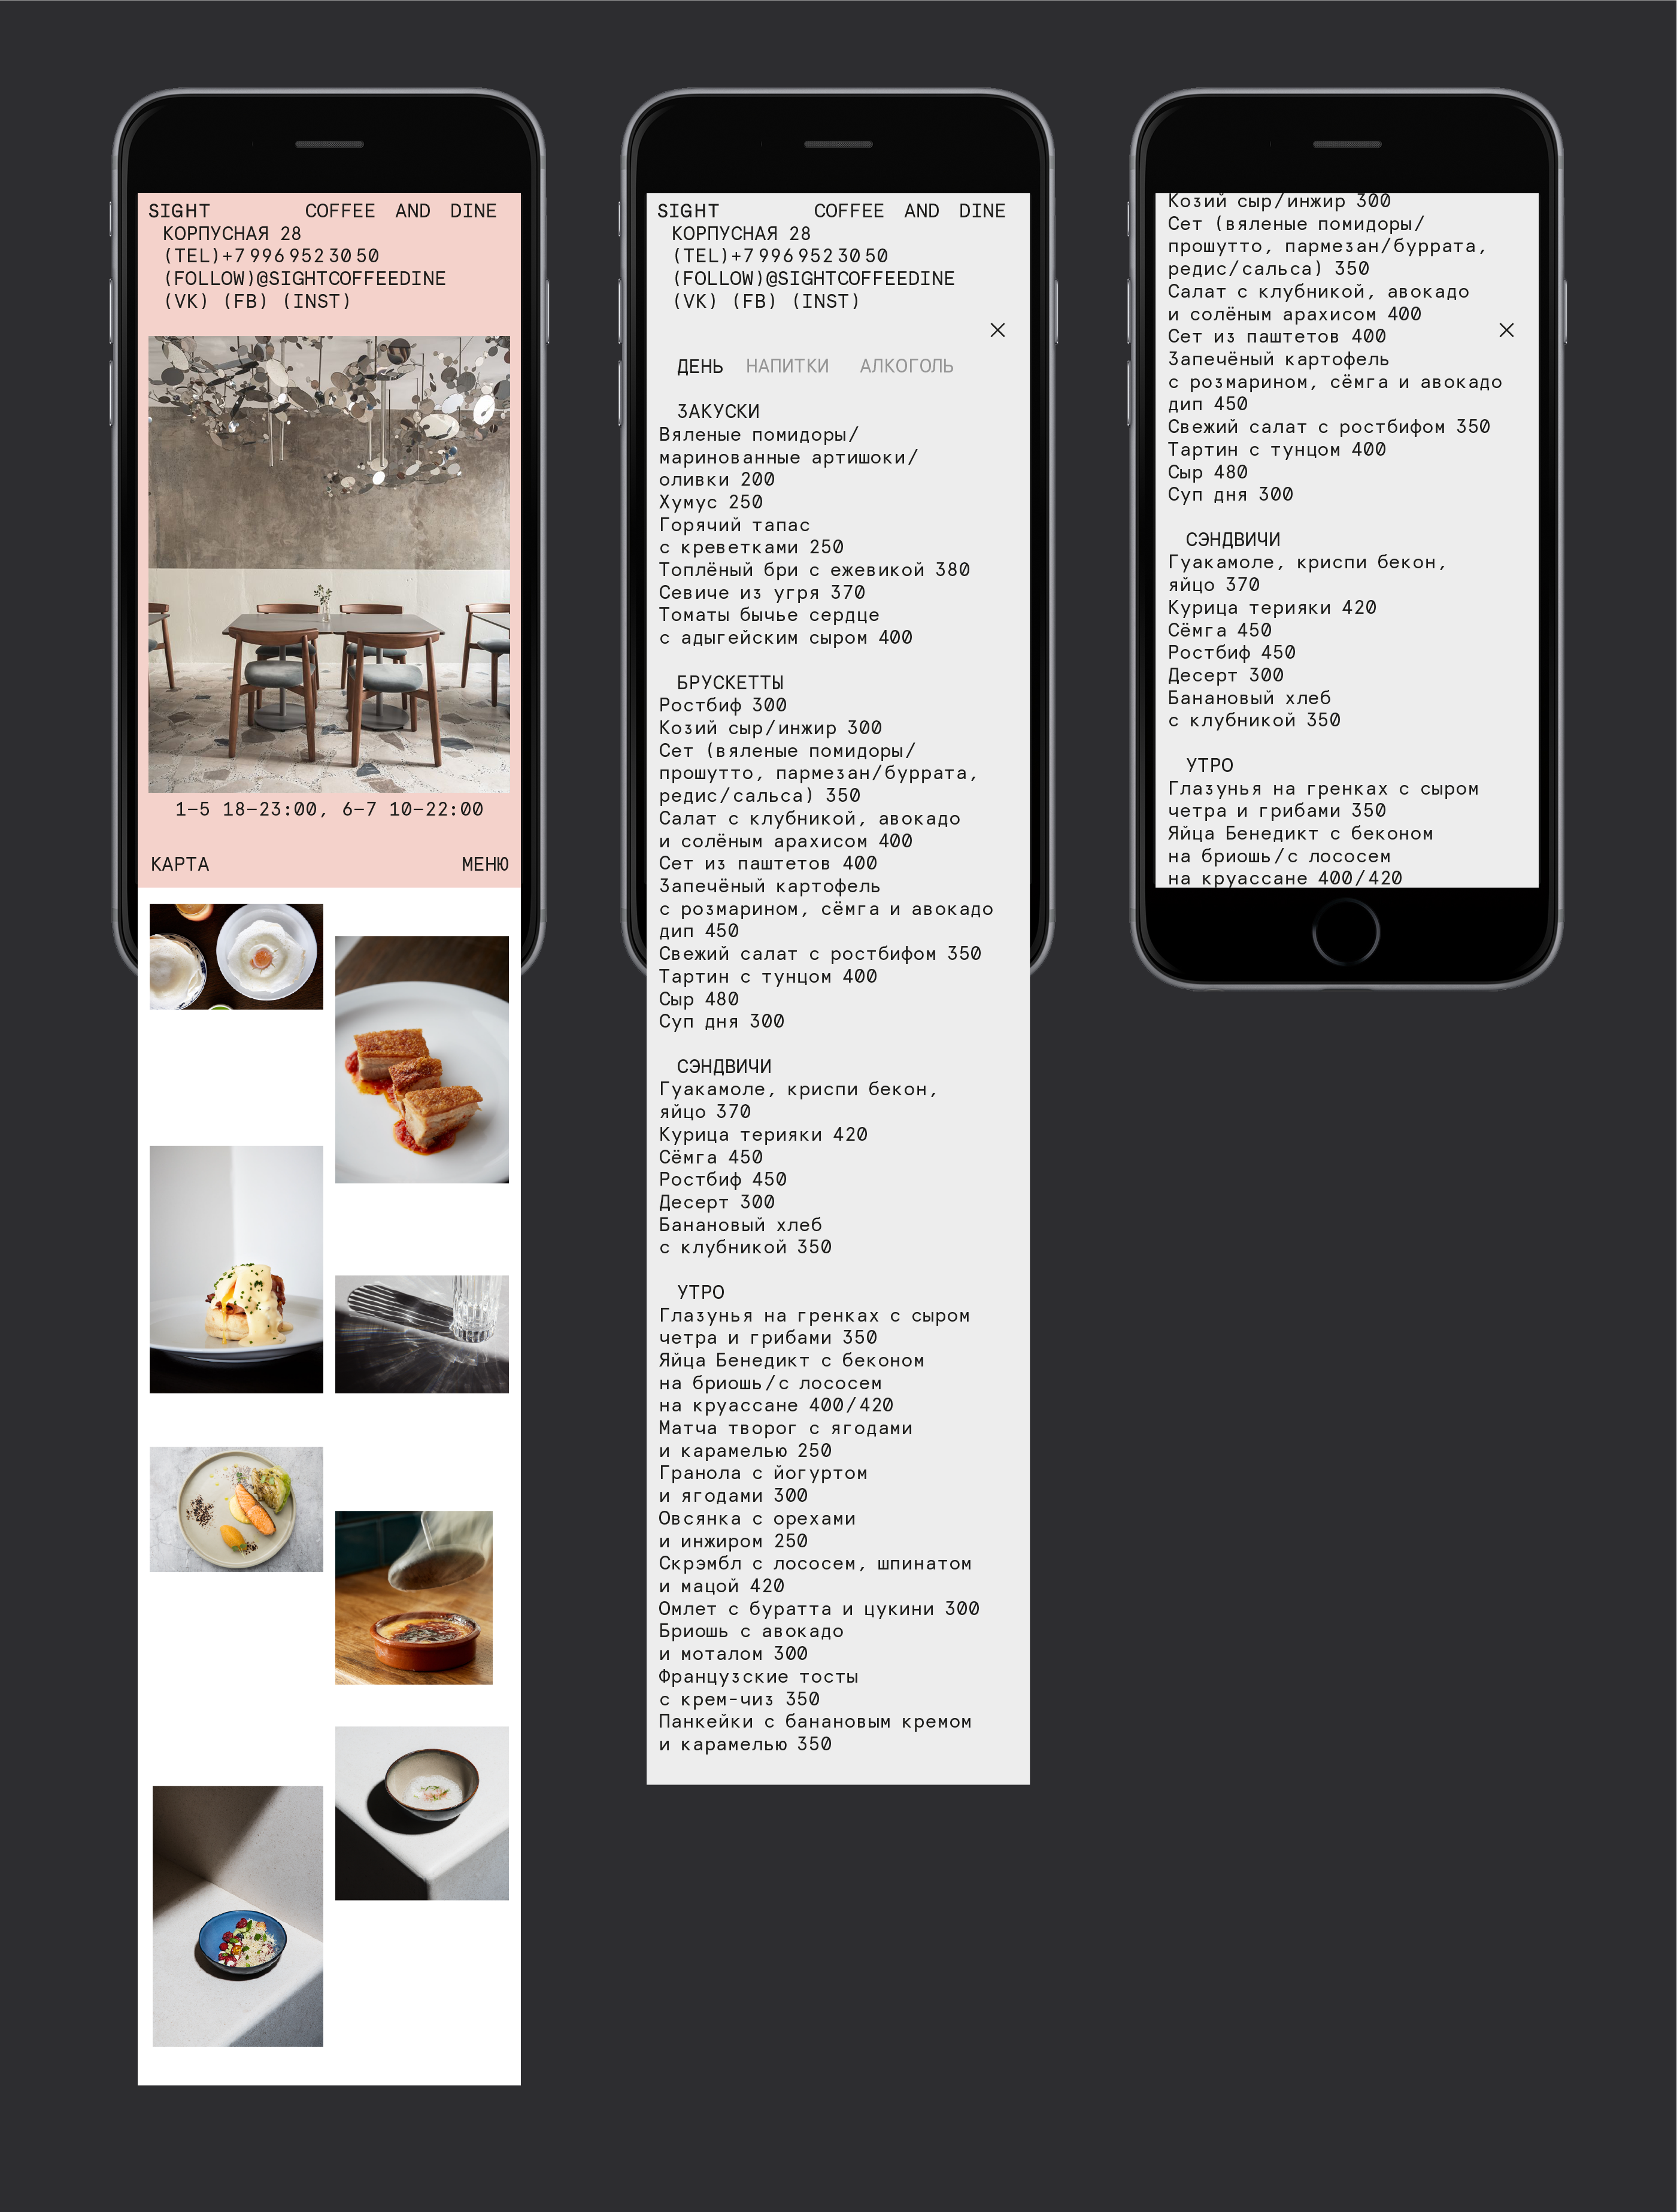 SIGHT COFFEE AND DINE
КОРПУСНАЯ 28
(TEL)+7 996 952 30 50
(FOLLOW)@SIGHTCOFFEEDINE
(VK) (FB) (INST)
1–5 18–23:00, 6–7 10–22:00
КАРТА МЕНЮ
SIGHT COFFEE AND DINE
КОРПУСНАЯ 28
(TEL)+7 996 952 30 50
(FOLLOW)@SIGHTCOFFEEDINE
(VK) (FB) (INST)
ДЕНЬ НАПИТКИ АЛКОГОЛЬ
ЗАКУСКИ
Вяленые помидоры/
маринованные артишоки/
оливки 200
Хумус 250
Горячий тапас
с креветками 250
Топлёный бри с ежевикой 380
Севиче из угря 370
Томаты бычье сердце
с адыгейским сыром 400
БРУСКЕТТЫ
Ростбиф 300
Козий сыр/инжир 300
Сет (вяленые помидоры/
прошутто, пармезан/буррата,
редис/сальса) 350
Салат с клубникой, авокадо
и солёным арахисом 400
Сет из паштетов 400
Запечёный картофель
с розмарином, сёмга и авокадо
дип 450
Свежий салат с ростбифом 350
Тартин с тунцом 400
Сыр 480
Суп дня 300
СЭНДВИЧИ
Гуакамоле, криспи бекон,
яйцо 370
Курица терияки 420
Сёмга 450
Ростбиф 450
Десерт 300
Банановый хлеб
с клубникой 350
УТРО
Глазунья на гренках с сыром
четра и грибами 350
Яйца Бенедикт с беконом
на бриошь/с лососем
на круассане 400/420
Матча творог с ягодами
и карамелью 250
Гранола с йогуртом
и ягодами 300
Овсянка с орехами
и инжиром 250
Скрэмбл с лососем, шпинатом
и мацой 420
Омлет с буратта и цукини 300
Бриошь с авокадо
и моталом 300
Французские тосты
с крем-чиз 350
Панкейки с банановым кремом
и карамелью 350
Козий сыр/инжир 300
Сет (вяленые помидоры/
прошутто, пармезан/буррата,
редис/сальса) 350
Салат с клубникой, авокадо
и солёным арахисом 400
Сет из паштетов 400
Запечёный картофель
с розмарином, сёмга и авокадо
дип 450
Свежий салат с ростбифом 350
Тартин с тунцом 400
Сыр 480
Суп дня 300
СЭНДВИЧИ
Гуакамоле, криспи бекон,
яйцо 370
Курица терияки 420
Сёмга 450
Ростбиф 450
Десерт 300
Банановый хлеб
с клубникой 350
УТРО
Глазунья на гренках с сыром
четра и грибами 350
Яйца Бенедикт с беконом
на бриошь/с лососем
на круассане 400/420